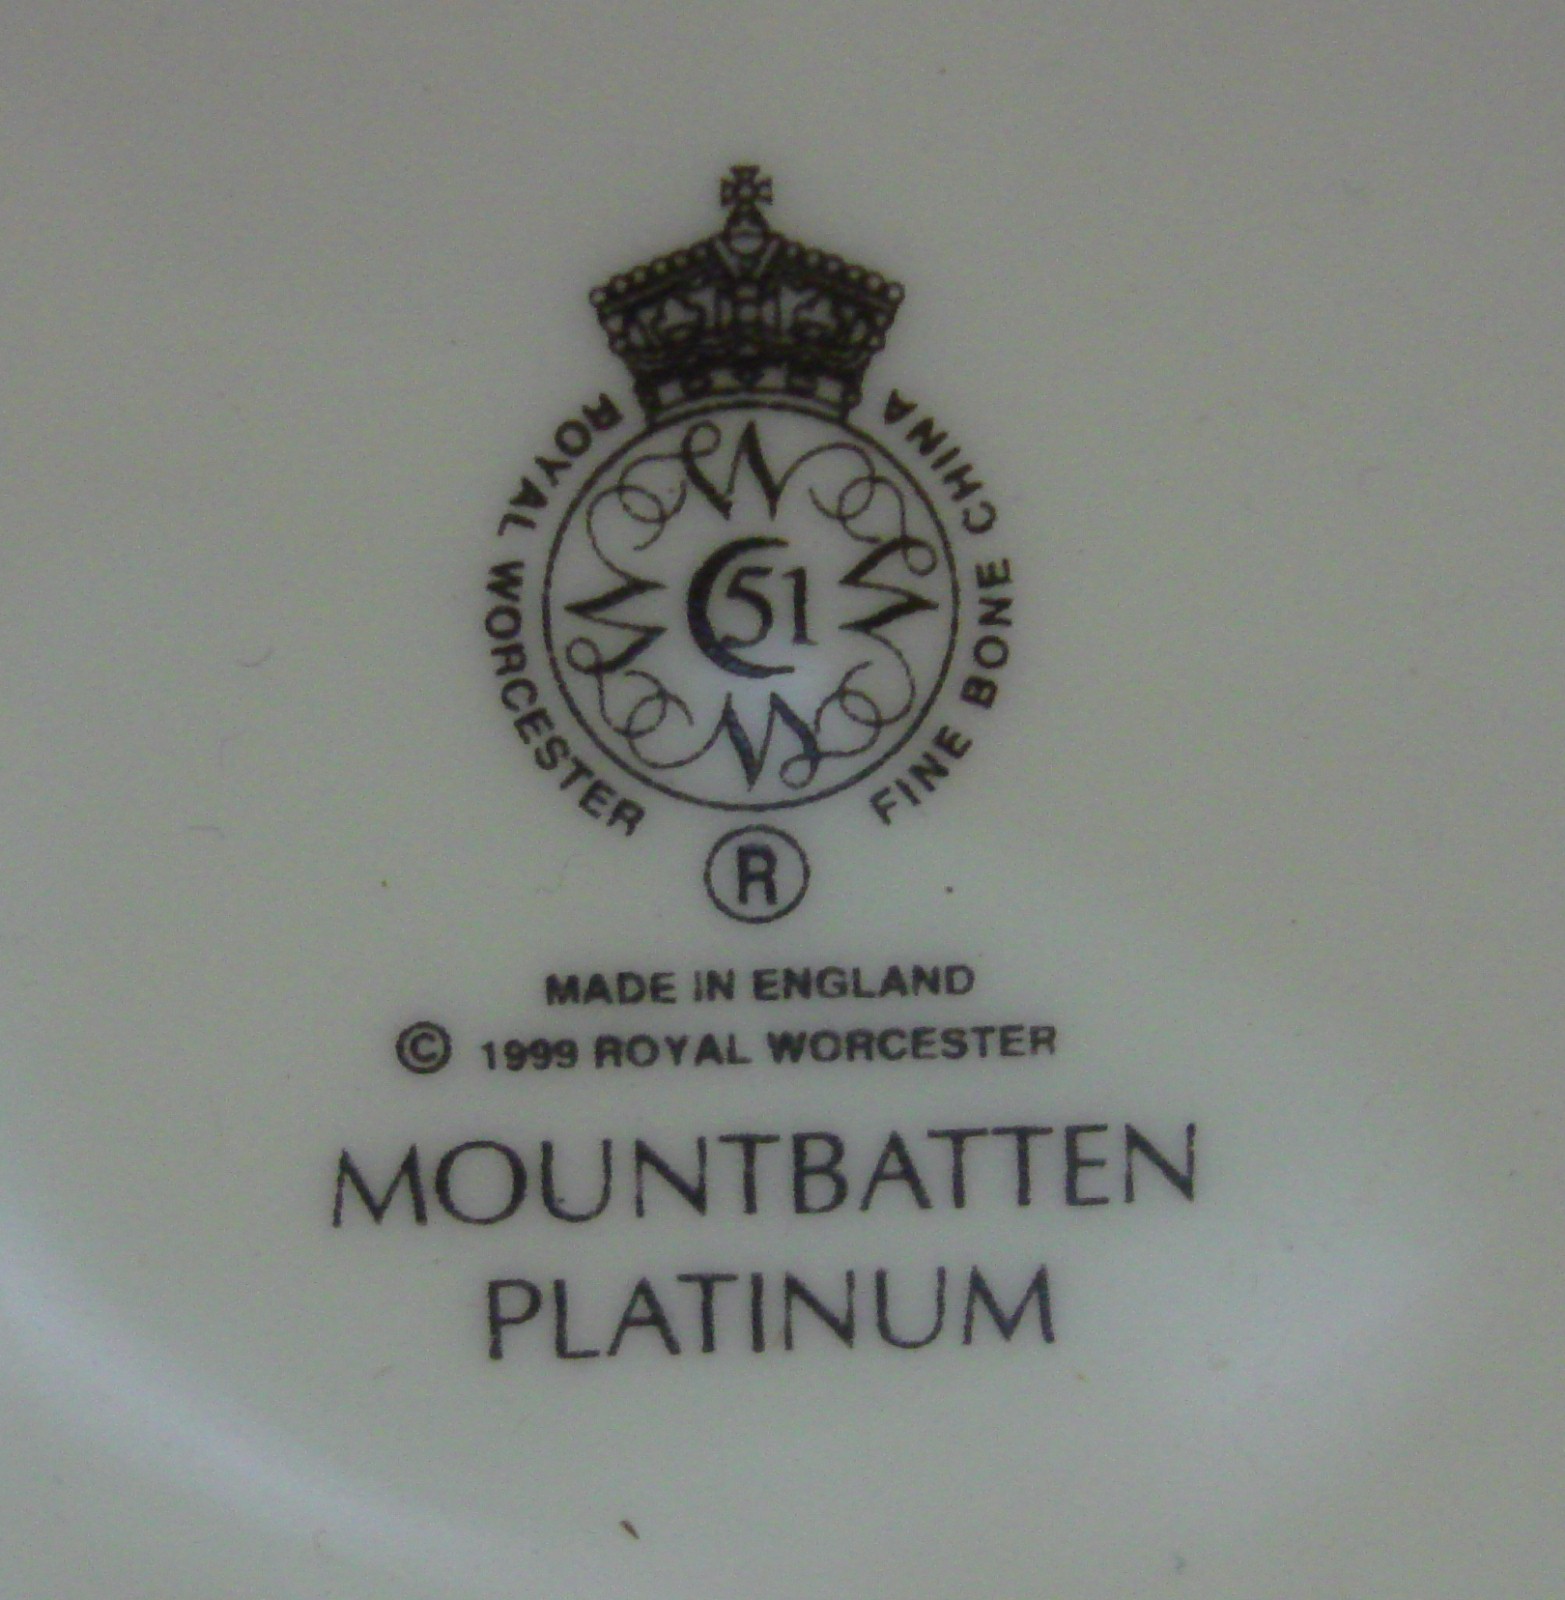 ROYAL WORCESTER
FINE BONE CHINA
W
W W
C51
W
®
MADE IN ENGLAND
© 1999 ROYAL WORCESTER
MOUNTBATTEN
PLATINUM